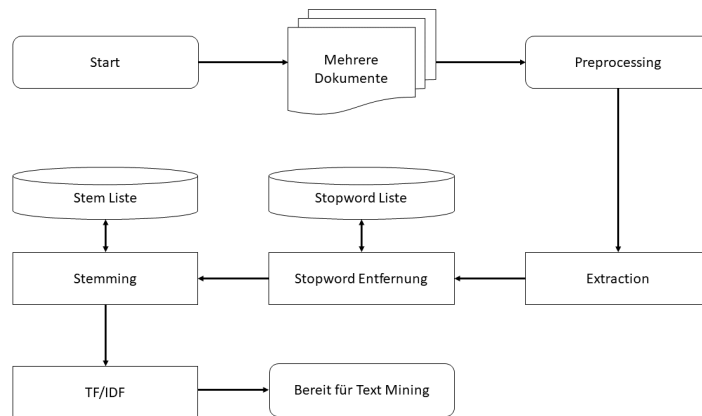 Start
Mehrere
Dokumente
Preprocessing
Stem Liste
Stopword Liste
Stemming
Stopword Entfernung
Extraction
TF/IDF
Bereit für Text Mining